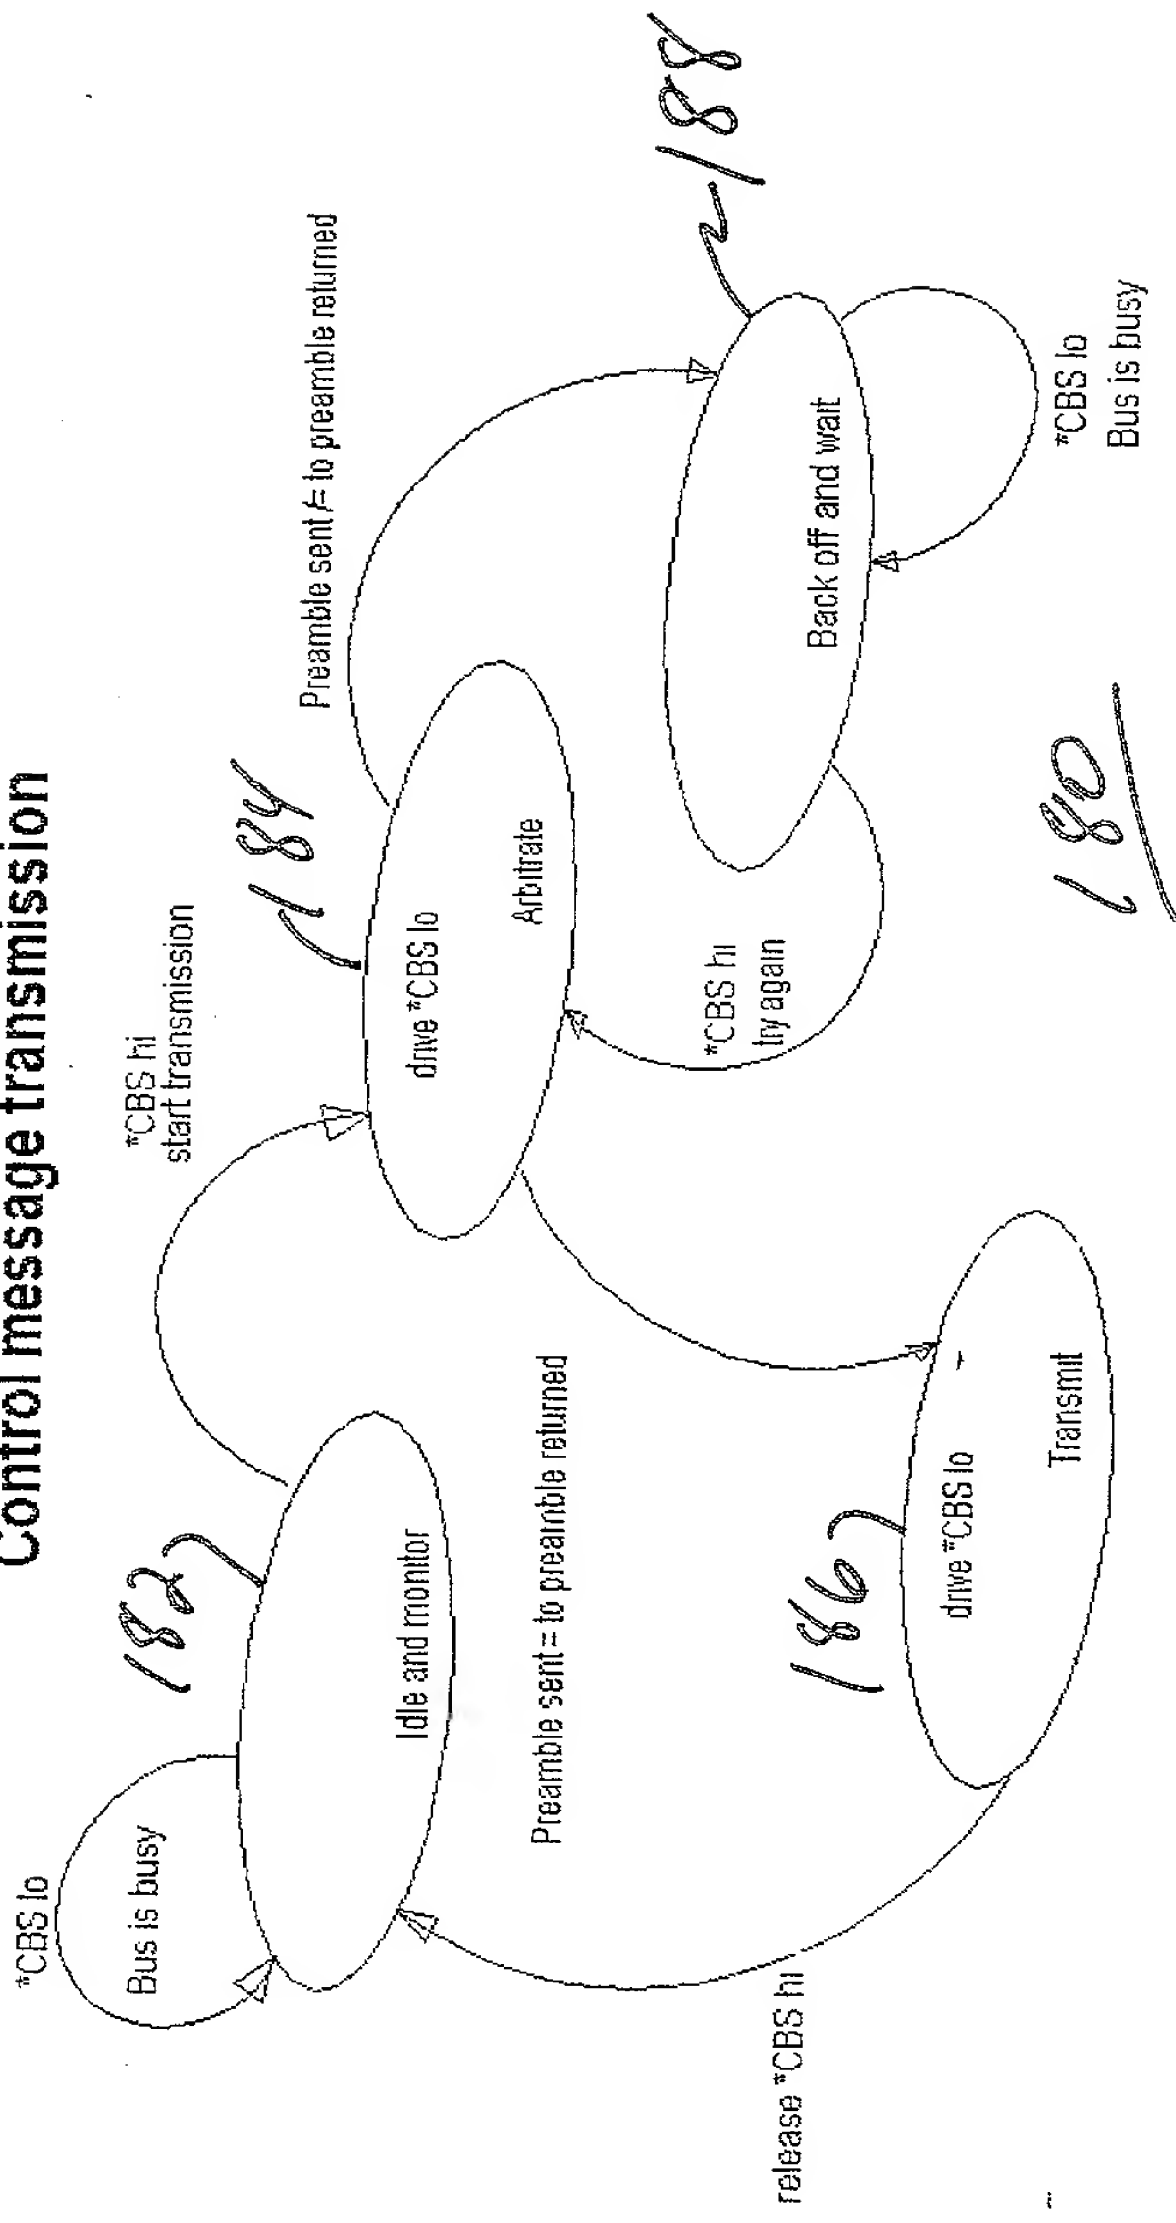 Control message transmission
*CBS lo
Bus is busy
182
Idle and monitor
*CBS hi
start transmission
184
drive *CBS lo
Arbitrate
Preamble sent ≠ to preamble returned
188
Back off and wait
*CBS lo
Bus is busy
*CBS hi
try again
Preamble sent = to preamble returned
186
drive *CBS lo
Transmit
release *CBS hi
180